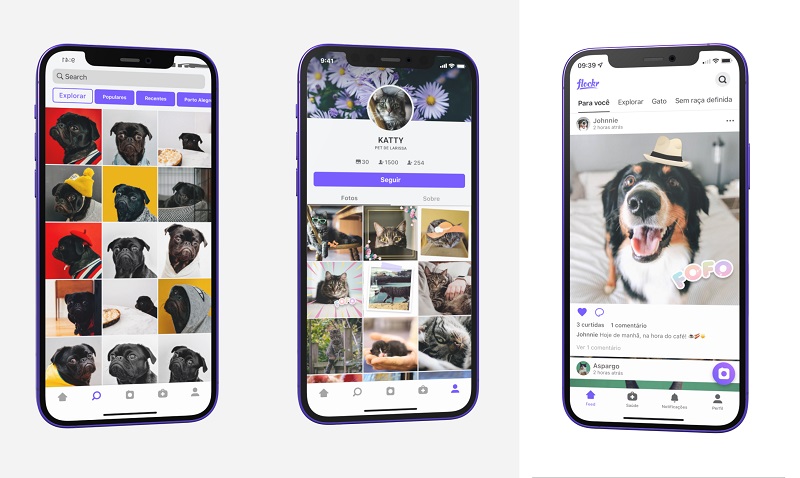 Search
Explorar
Populares
Recentes
Porto Alegr
9:41
KATTY
PET DE LARISSA
30
1500
254
Seguir
Fotos
Sobre
09:39
flockr
Para você
Explorar
Gato
Sem raça definida
Johnnie
2 horas atrás
FOFO
3 curtidas 1 comentário
Johnnie Hoje de manhã, na hora do café!
Ver 1 comentário
Aspargo
2 horas atrás
Feed
Saúde
Notificações
Perfil